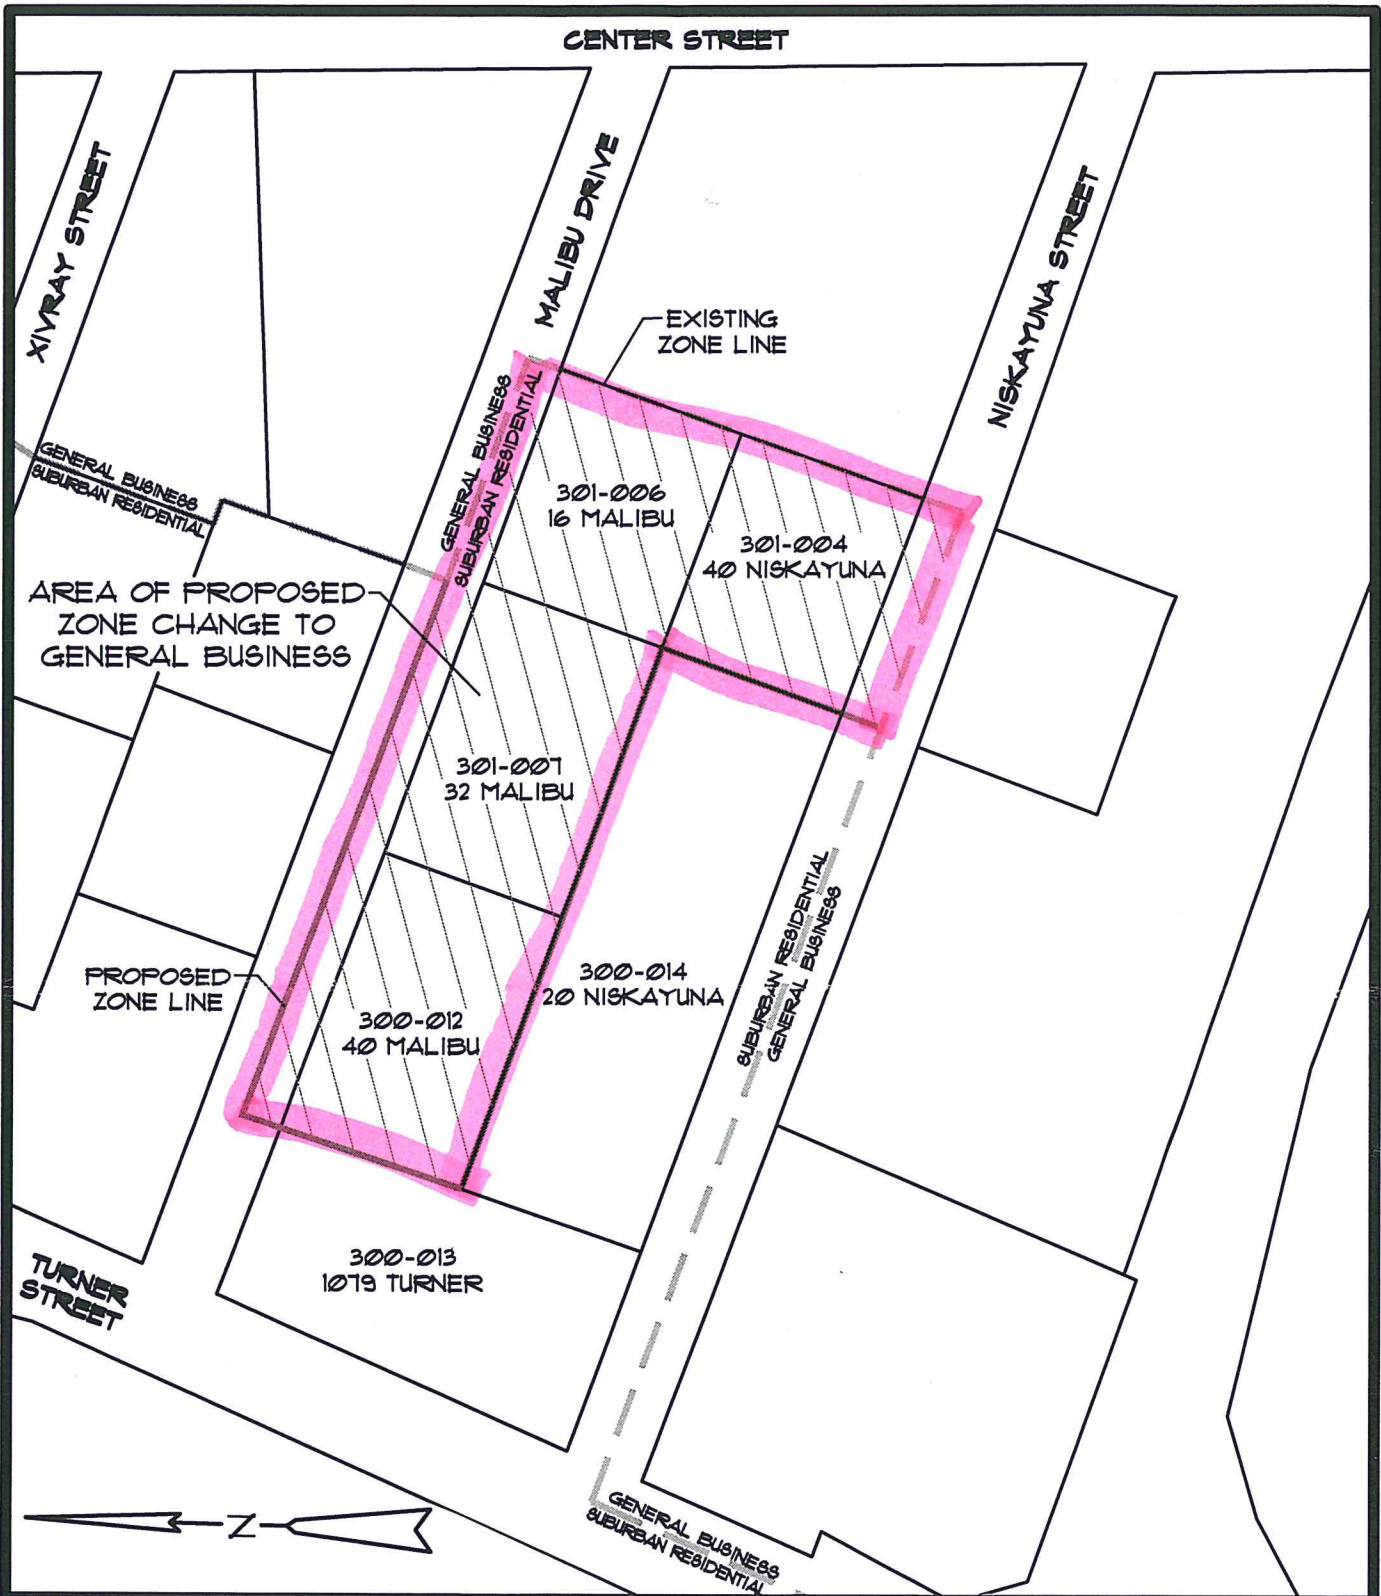 CENTER STREET
XIVRAY STREET
MALIBU DRIVE
NISKAYUNA STREET
EXISTING
ZONE LINE
GENERAL BUSINESS
SUBURBAN RESIDENTIAL
GENERAL BUSINESS
SUBURBAN RESIDENTIAL
301-006
16 MALIBU
301-004
40 NISKAYUNA
AREA OF PROPOSED
ZONE CHANGE TO
GENERAL BUSINESS
301-007
32 MALIBU
SUBURBAN RESIDENTIAL
GENERAL BUSINESS
PROPOSED
ZONE LINE
300-014
20 NISKAYUNA
300-012
40 MALIBU
TURNER
STREET
300-013
1079 TURNER
Z
GENERAL BUSINESS
SUBURBAN RESIDENTIAL